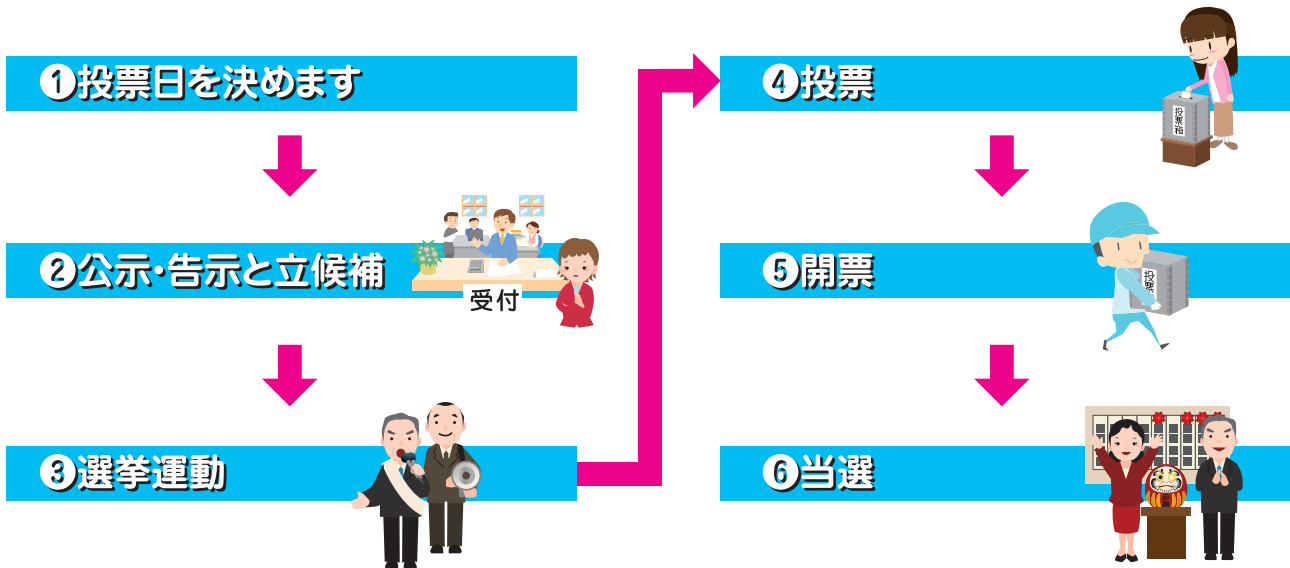 ❶投票日を決めます
❷公示・告示と立候補
受付
❸選挙運動
❹投票
投票箱
❺開票
投票
❻当選